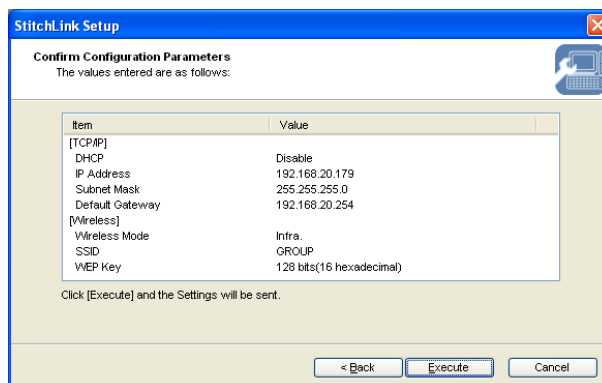 StitchLink Setup
Confirm Configuration Parameters
The values entered are as follows:
Item Value
[TCP/IP]
DHCP Disable
IP Address 192.168.20.179
Subnet Mask 255.255.255.0
Default Gateway 192.168.20.254
[Wireless]
Wireless Mode Infra.
SSID GROUP
WEP Key 128 bits(16 hexadecimal)
Click [Execute] and the Settings will be sent.
< Back Execute Cancel